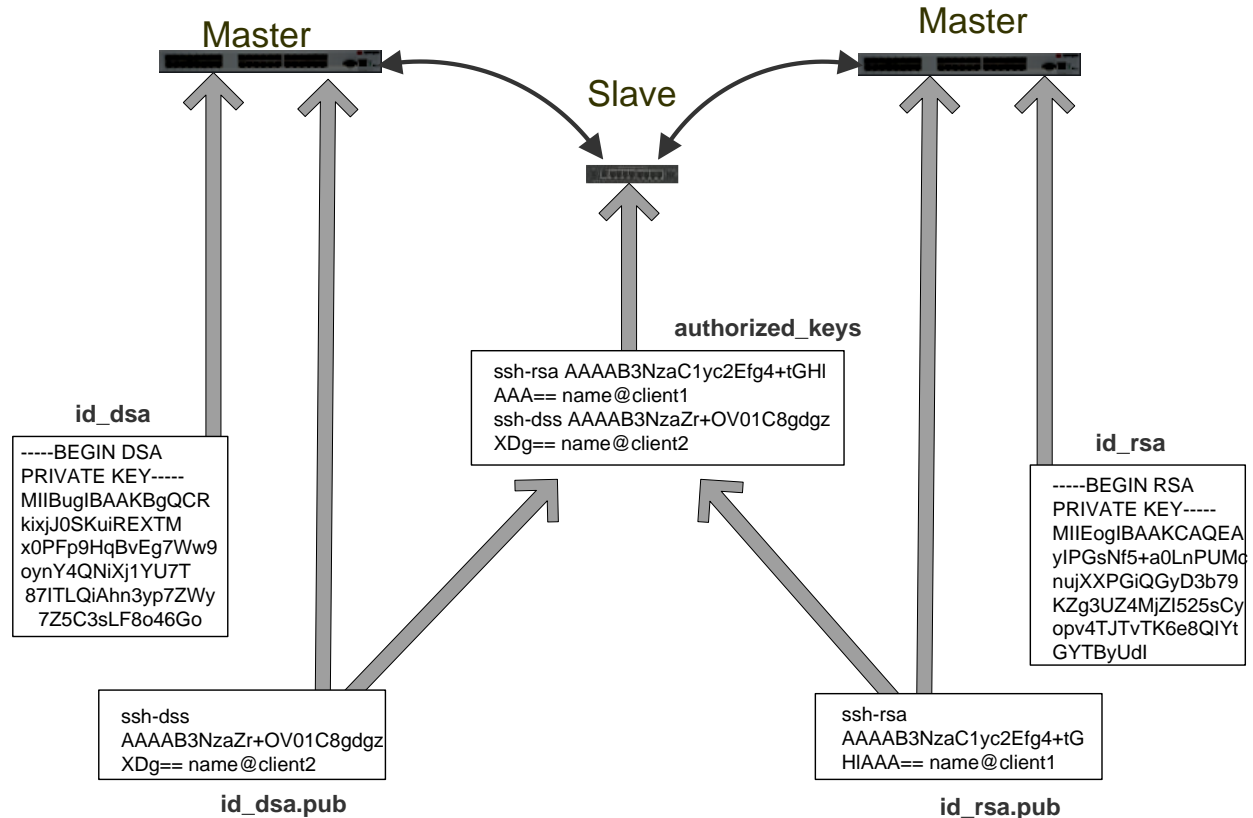 Master
Master
Slave
authorized_keys
ssh-rsa AAAAB3NzaC1yc2Efg4+tGHl
AAA== name@client1
ssh-dss AAAAB3NzaZr+OV01C8gdgz
XDg== name@client2
id_dsa
-----BEGIN DSA
PRIVATE KEY-----
MIIBugIBAAKBgQCR
kixjJ0SKuiREXTM
x0PFp9HqBvEg7Ww9
oynY4QNiXj1YU7T
87ITLQiAhn3yp7ZWy
7Z5C3sLF8o46Go
id_rsa
-----BEGIN RSA
PRIVATE KEY-----
MIIEogIBAAKCAQEA
yIPGsNf5+a0LnPUMc
nujXXPGiQGyD3b79
KZg3UZ4MjZI525sCy
opv4TJTvTK6e8QIYt
GYTByUdI
ssh-dss
AAAAB3NzaZr+OV01C8gdgz
XDg== name@client2
id_dsa.pub
ssh-rsa
AAAAB3NzaC1yc2Efg4+tG
HlAAA== name@client1
id_rsa.pub